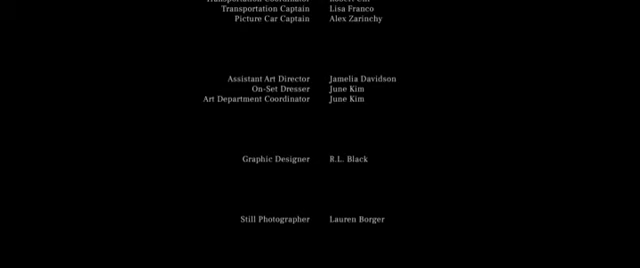 Transportation Captain Lisa Franco
Picture Car Captain Alex Zarinchy
Assistant Art Director Jamelia Davidson
On-Set Dresser June Kim
Art Department Coordinator June Kim
Graphic Designer R.L. Black
Still Photographer Lauren Borger